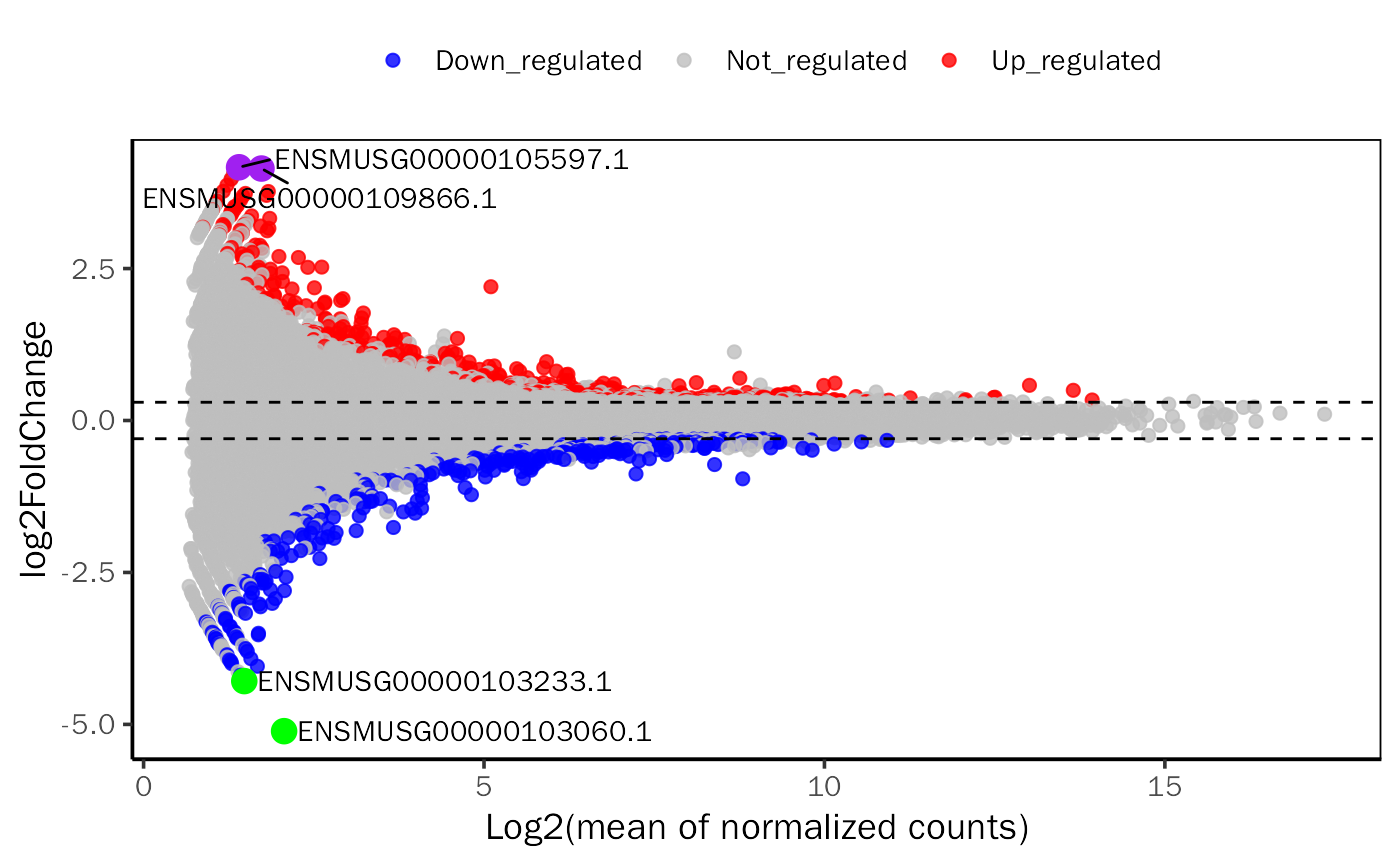 Down_regulated Not_regulated Up_regulated
ENSMUSG00000105597.1
ENSMUSG00000109866.1
2.5
0.0
-2.5
ENSMUSG00000103233.1
-5.0
ENSMUSG00000103060.1
log2FoldChange
0 5 10 15
Log2(mean of normalized counts)